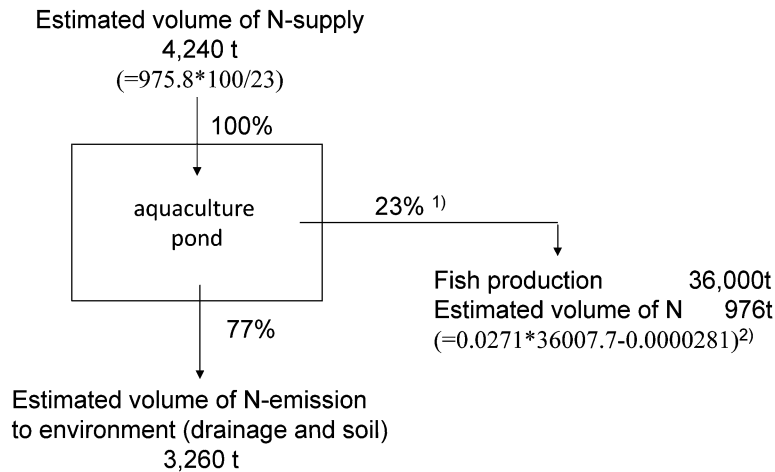 Estimated volume of N-supply
4,240 t
(=975.8*100/23)
100%
aquaculture
pond
23% 1)
Fish production 36,000t
Estimated volume of N 976t
(=0.0271*36007.7-0.0000281)2)
77%
Estimated volume of N-emission
to environment (drainage and soil)
3,260 t